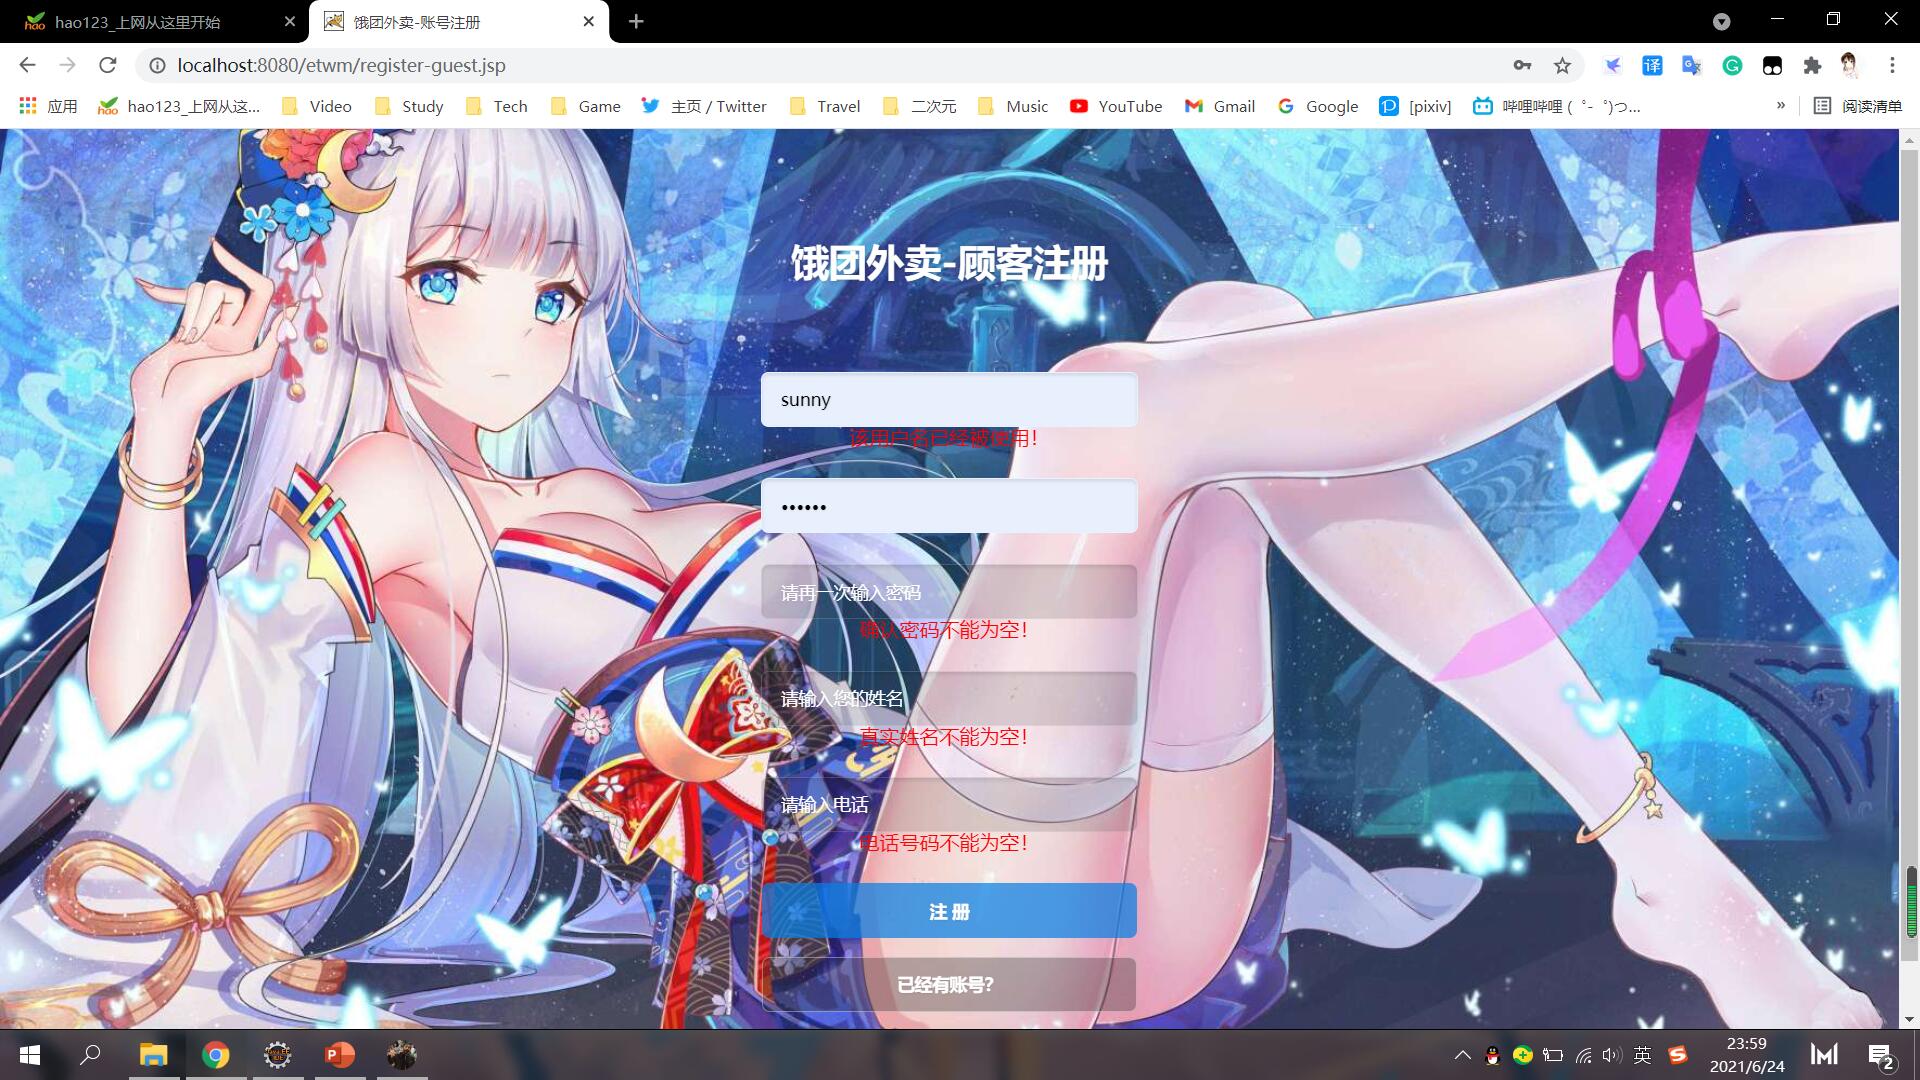 hao123_上网从这里开始
饿团外卖-账号注册
localhost:8080/etwm/register-guest.jsp
应用
hao123_上网从这...
Video
Study
Tech
Game
主页 / Twitter
Travel
二次元
Music
YouTube
Gmail
Google
[pixiv]
哔哩哔哩 ( ゜- ゜)つ...
»
阅读清单
饿团外卖-顾客注册
sunny
该用户名已经被使用!
••••••
请再一次输入密码
确认密码不能为空!
请输入您的姓名
真实姓名不能为空!
请输入电话
电话号码不能为空!
注 册
已经有账号?
英
23:59
2021/6/24
2